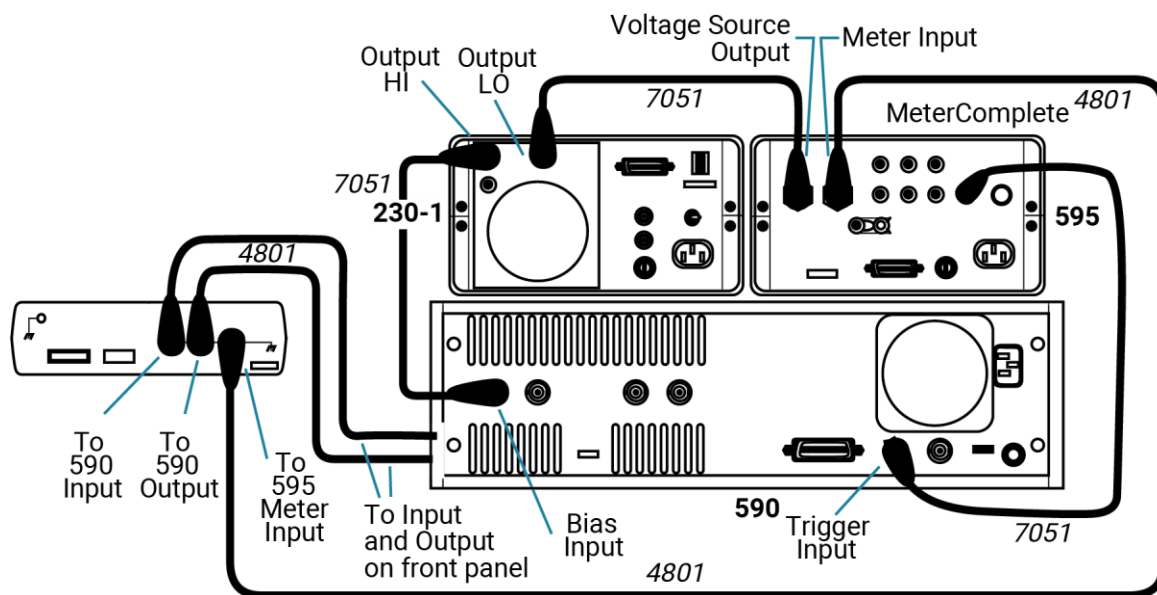 Voltage Source
Output
Meter Input
Output
HI
Output
LO
7051
MeterComplete
4801
7051
230-1
595
4801
To
590
Input
To
590
Output
To
595
Meter
Input
To Input
and Output
on front panel
Bias
Input
590
Trigger
Input
7051
4801